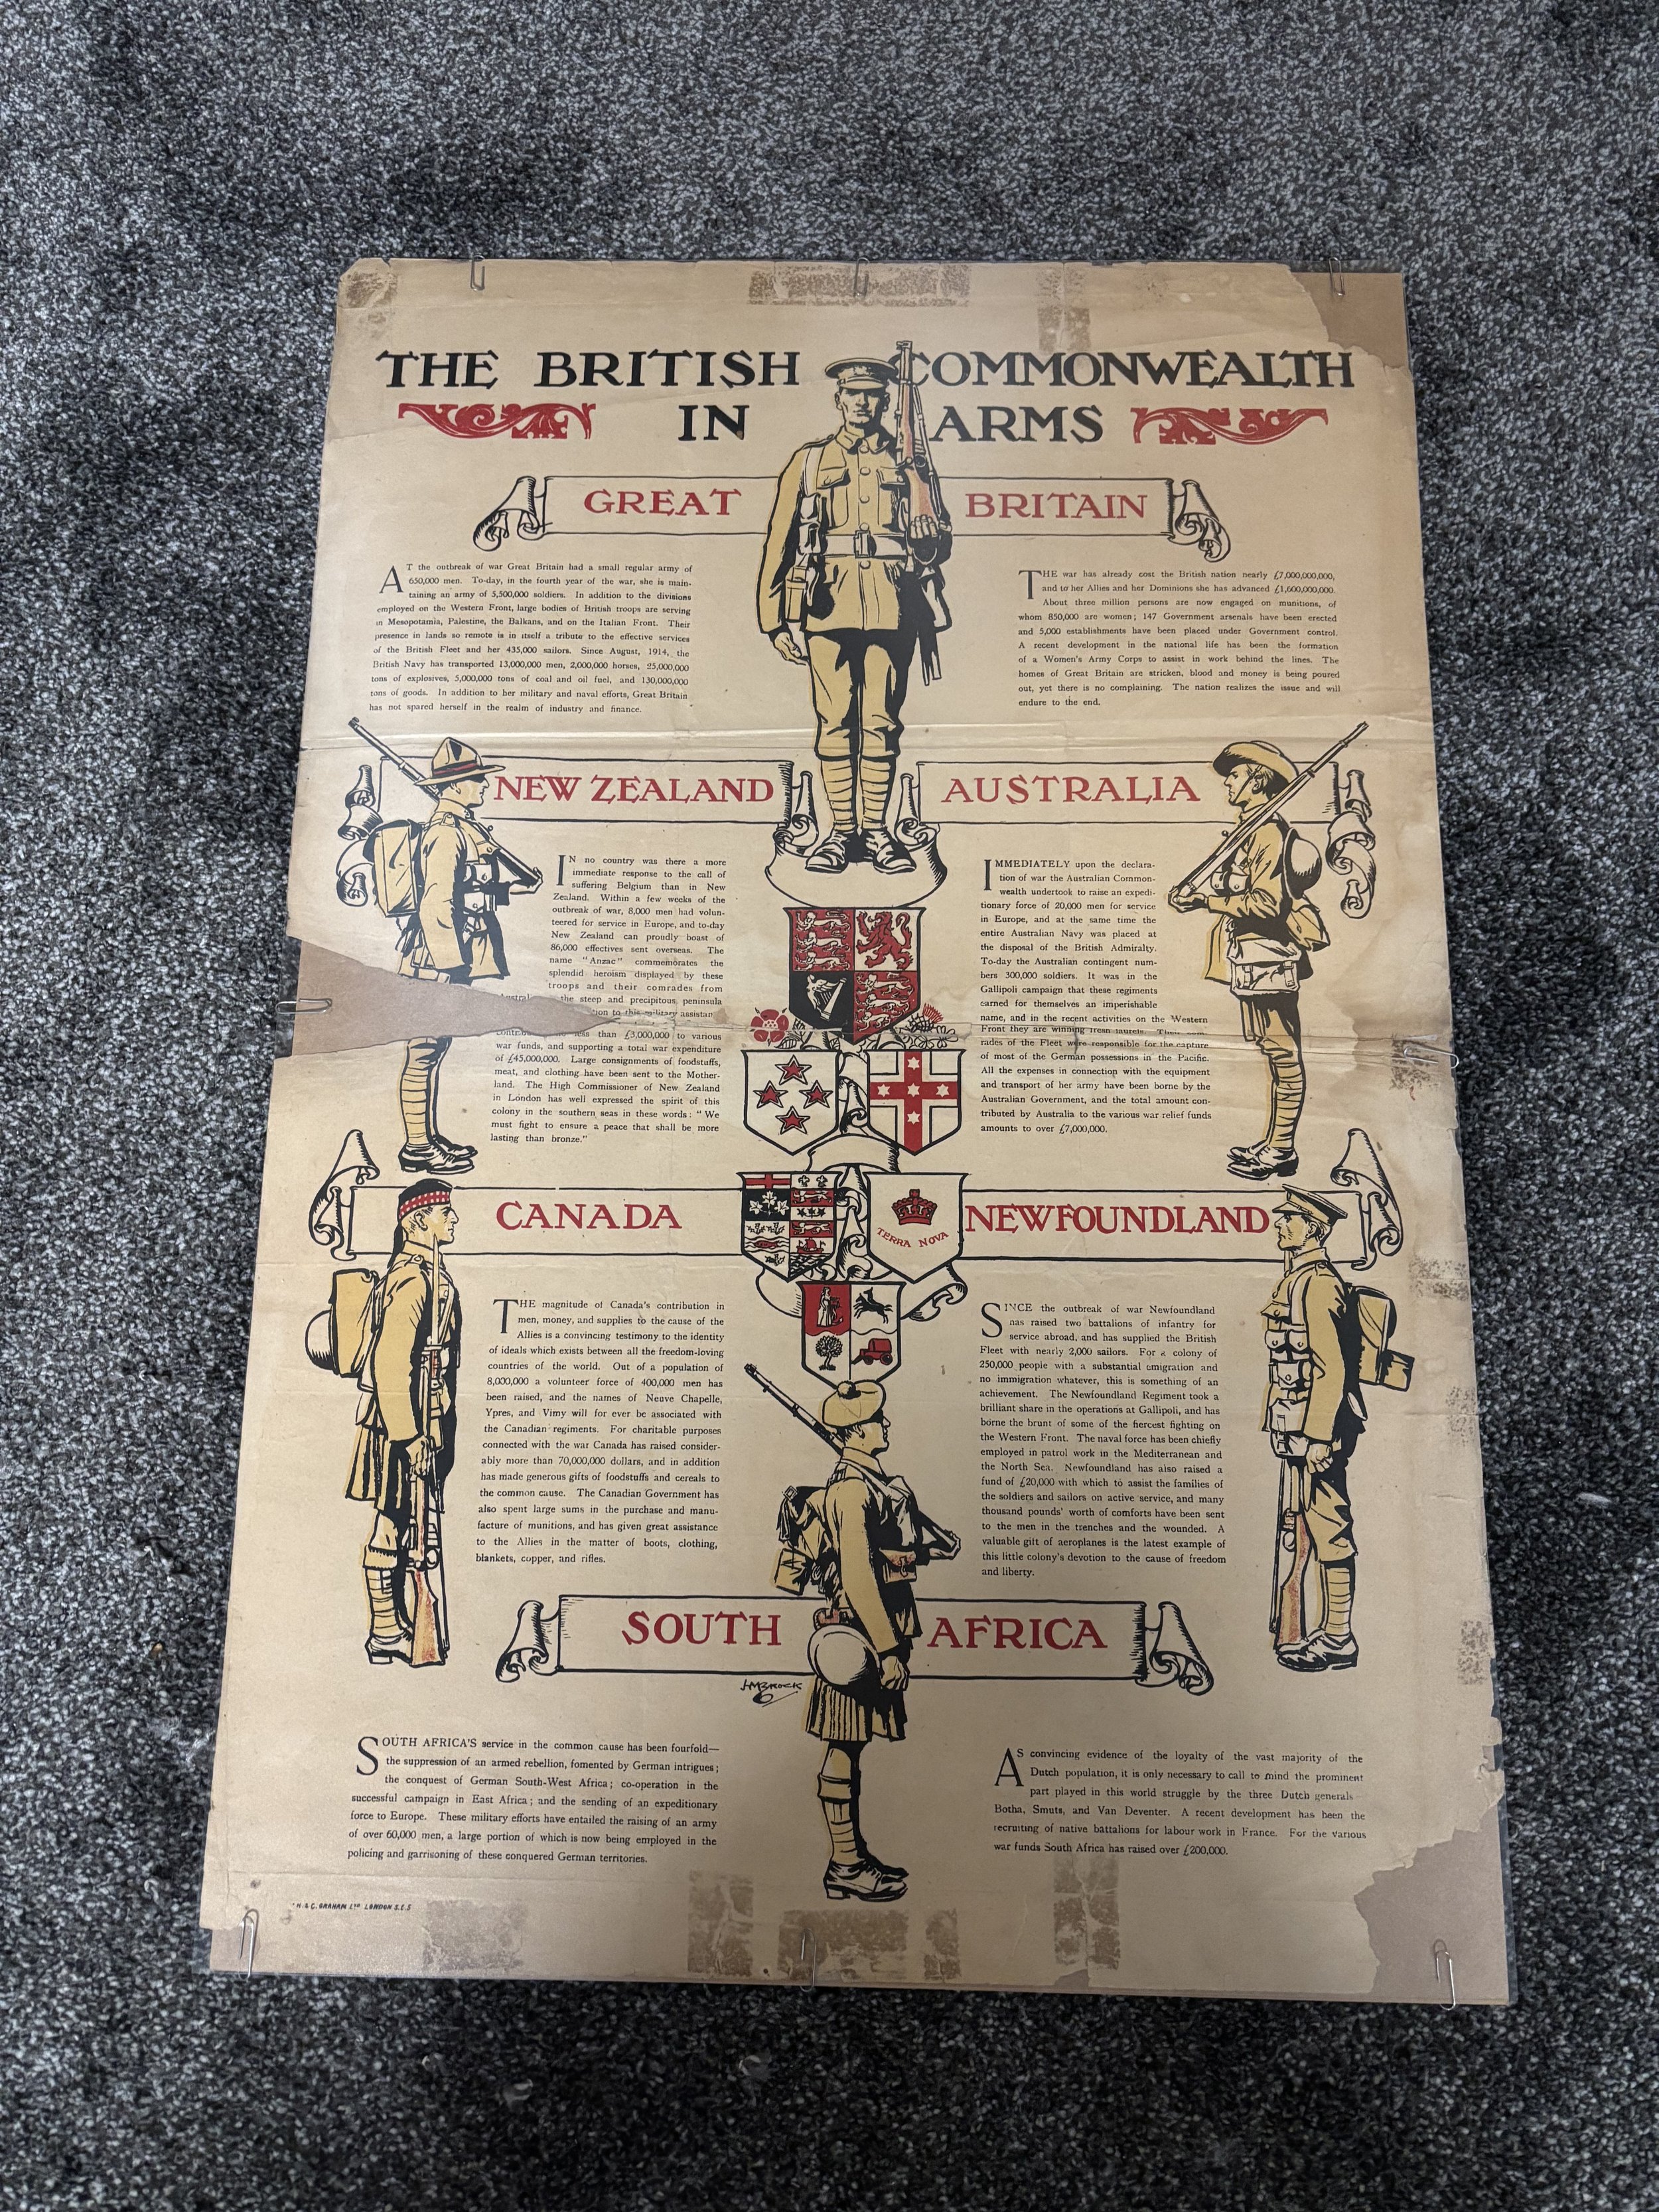 THE BRITISH COMMONWEALTH
IN ARMS
GREAT BRITAIN
AT the outbreak of war Great Britain had a small regular army of
650,000 men. To-day, in the fourth year of the war, she is main-
taining an army of 5,500,000 soldiers. In addition to the divisions
employed on the Western Front, large bodies of British troops are serving
in Mesopotamia, Palestine, the Balkans, and on the Italian Front. Their
presence in lands so remote is in itself a tribute to the effective services
of the British Fleet and her 435,000 sailors. Since August, 1914, the
British Navy has transported 13,000,000 men, 2,000,000 horses, 25,000,000
tons of explosives, 5,000,000 tons of coal and oil fuel, and 130,000,000
tons of goods. In addition to her military and naval efforts, Great Britain
has not spared herself in the realm of industry and finance.
THE war has already cost the British nation nearly £7,000,000,000,
and to her Allies and her Dominions she has advanced £1,600,000,000.
About three million persons are now engaged on munitions, of
whom 850,000 are women; 147 Government arsenals have been erected
and 5,000 establishments have been placed under Government control.
A recent development in the national life has been the formation
of a Women's Army Corps to assist in work behind the lines. The
homes of Great Britain are stricken, blood and money is being poured
out, yet there is no complaining. The nation realizes the issue and will
endure to the end.
NEW ZEALAND
IN no country was there a more
immediate response to the call of
suffering Belgium than in New
Zealand. Within a few weeks of the
outbreak of war, 8,000 men had volun-
teered for service in Europe, and to-day
New Zealand can proudly boast of
86,000 effectives sent overseas. The
name "Anzac" commemorates the
splendid heroism displayed by these
troops and their comrades from
Austral the steep and precipitous peninsula
tion to this military assistan
contrib less than £3,000,000 to various
war funds, and supporting a total war expenditure
of £45,000,000. Large consignments of foodstuffs,
meat, and clothing have been sent to the Mother-
land. The High Commissioner of New Zealand
in London has well expressed the spirit of this
colony in the southern seas in these words: "We
must fight to ensure a peace that shall be more
lasting than bronze."
AUSTRALIA
IMMEDIATELY upon the declara-
tion of war the Australian Common-
wealth undertook to raise an expedi-
tionary force of 20,000 men for service
in Europe, and at the same time the
entire Australian Navy was placed at
the disposal of the British Admiralty.
To-day the Australian contingent num-
bers 300,000 soldiers. It was in the
Gallipoli campaign that these regiments
earned for themselves an imperishable
name, and in the recent activities on the Western
Front they are winning fresh laurels. Their com-
rades of the Fleet were responsible for the capture
of most of the German possessions in the Pacific.
All the expenses in connection with the equipment
and transport of her army have been borne by the
Australian Government, and the total amount con-
tributed by Australia to the various war relief funds
amounts to over £7,000,000.
CANADA
THE magnitude of Canada's contribution in
men, money, and supplies to the cause of the
Allies is a convincing testimony to the identity
of ideals which exists between all the freedom-loving
countries of the world. Out of a population of
8,000,000 a volunteer force of 400,000 men has
been raised, and the names of Neuve Chapelle,
Ypres, and Vimy will for ever be associated with
the Canadian regiments. For charitable purposes
connected with the war Canada has raised consider-
ably more than 70,000,000 dollars, and in addition
has made generous gifts of foodstuffs and cereals to
the common cause. The Canadian Government has
also spent large sums in the purchase and manu-
facture of munitions, and has given great assistance
to the Allies in the matter of boots, clothing,
blankets, copper, and rifles.
TERRA NOVA
NEWFOUNDLAND
SINCE the outbreak of war Newfoundland
has raised two battalions of infantry for
service abroad, and has supplied the British
Fleet with nearly 2,000 sailors. For a colony of
250,000 people with a substantial emigration and
no immigration whatever, this is something of an
achievement. The Newfoundland Regiment took a
brilliant share in the operations at Gallipoli, and has
borne the brunt of some of the fiercest fighting on
the Western Front. The naval force has been chiefly
employed in patrol work in the Mediterranean and
the North Sea. Newfoundland has also raised a
fund of £20,000 with which to assist the families of
the soldiers and sailors on active service, and many
thousand pounds' worth of comforts have been sent
to the men in the trenches and the wounded. A
valuable gift of aeroplanes is the latest example of
this little colony's devotion to the cause of freedom
and liberty.
SOUTH AFRICA
HMBROCK
SOUTH AFRICA'S service in the common cause has been fourfold—
the suppression of an armed rebellion, fomented by German intrigues;
the conquest of German South-West Africa; co-operation in the
successful campaign in East Africa; and the sending of an expeditionary
force to Europe. These military efforts have entailed the raising of an army
of over 60,000 men, a large portion of which is now being employed in the
policing and garrisoning of these conquered German territories.
AS convincing evidence of the loyalty of the vast majority of the
Dutch population, it is only necessary to call to mind the prominent
part played in this world struggle by the three Dutch generals
Botha, Smuts, and Van Deventer. A recent development has been the
recruiting of native battalions for labour work in France. For the various
war funds South Africa has raised over £200,000.
H. & C. GRAHAM LTD LONDON S.E.5